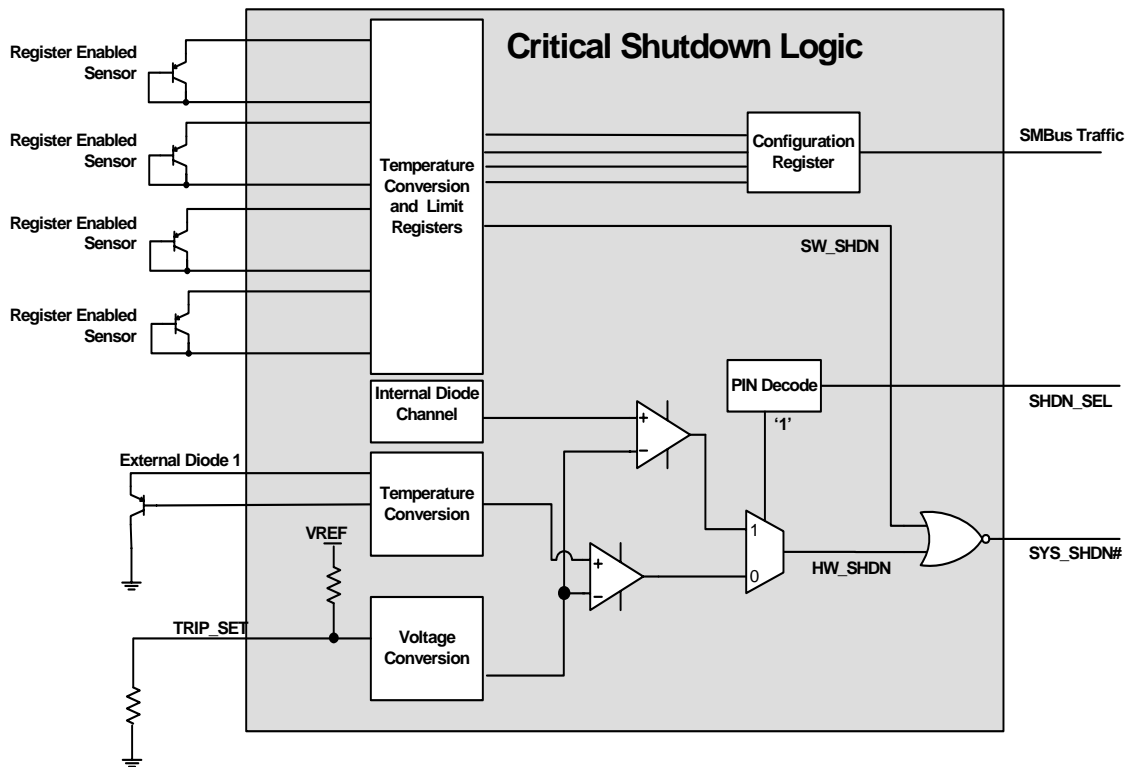 Critical Shutdown Logic
Register Enabled
Sensor
Register Enabled
Sensor
Register Enabled
Sensor
Register Enabled
Sensor
Temperature
Conversion
and Limit
Registers
Configuration
Register
SMBus Traffic
SW_SHDN
Internal Diode
Channel
PIN Decode
SHDN_SEL
'1'
+
−
External Diode 1
Temperature
Conversion
VREF
+
−
1
0
HW_SHDN
SYS_SHDN#
TRIP_SET
Voltage
Conversion